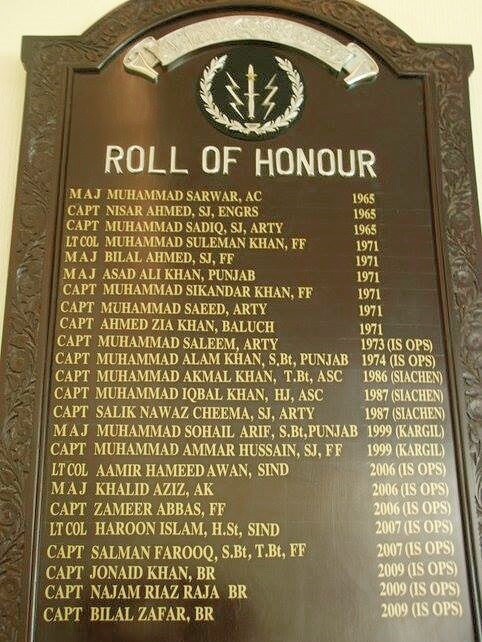 ROLL OF HONOUR
MAJ MUHAMMAD SARWAR, AC 1965
CAPT NISAR AHMED, SJ, ENGRS 1965
CAPT MUHAMMAD SADIQ, SJ, ARTY 1965
LT COL MUHAMMAD SULEMAN KHAN, FF 1971
MAJ BILAL AHMED, SJ, FF 1971
MAJ ASAD ALI KHAN, PUNJAB 1971
CAPT MUHAMMAD SIKANDAR KHAN, FF 1971
CAPT MUHAMMAD SAEED, ARTY 1971
CAPT AHMED ZIA KHAN, BALUCH 1971
CAPT MUHAMMAD SALEEM, ARTY 1973 (IS OPS)
CAPT MUHAMMAD ALAM KHAN, S.Bt, PUNJAB 1974 (IS OPS)
CAPT MUHAMMAD AKMAL KHAN, T.Bt, ASC 1986 (SIACHEN)
CAPT MUHAMMAD IQBAL KHAN, HJ, ASC 1987 (SIACHEN)
CAPT SALIK NAWAZ CHEEMA, SJ, ARTY 1987 (SIACHEN)
MAJ MUHAMMAD SOHAIL ARIF, S.Bt,PUNJAB 1999 (KARGIL)
CAPT MUHAMMAD AMMAR HUSSAIN, SJ, FF 1999 (KARGIL)
LT COL AAMIR HAMEED AWAN, SIND 2006 (IS OPS)
MAJ KHALID AZIZ, AK 2006 (IS OPS)
CAPT ZAMEER ABBAS, FF 2006 (IS OPS)
LT COL HAROON ISLAM, H.St, SIND 2007 (IS OPS)
CAPT SALMAN FAROOQ, S.Bt, T.Bt, FF 2007 (IS OPS)
CAPT JONAID KHAN, BR 2009 (IS OPS)
CAPT NAJAM RIAZ RAJA BR 2009 (IS OPS)
CAPT BILAL ZAFAR, BR 2009 (IS OPS)